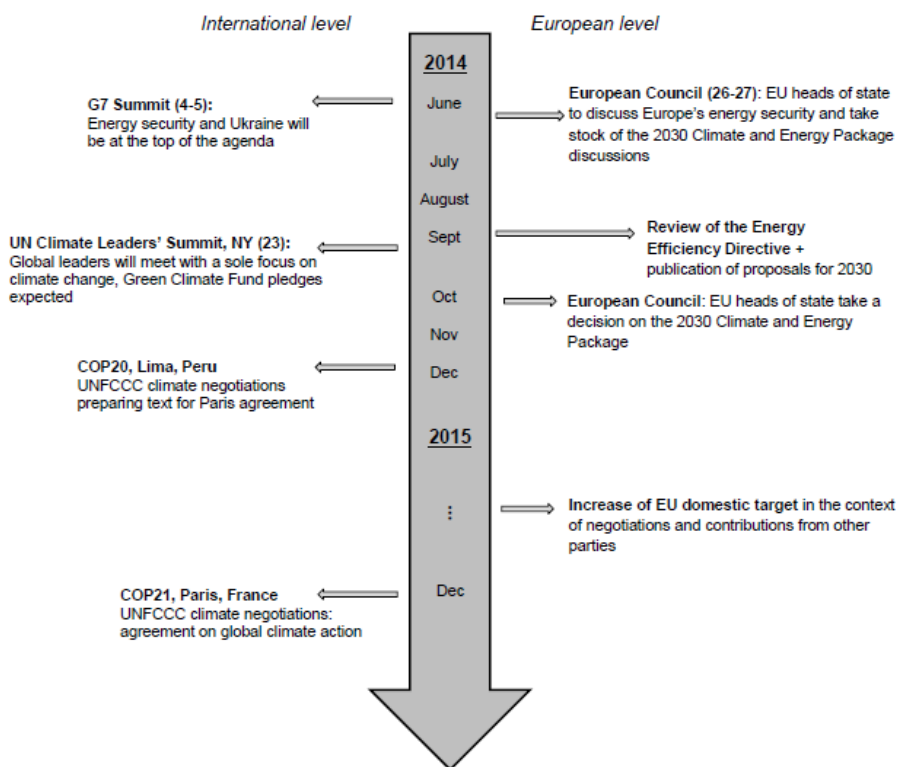 International level
European level
2014
G7 Summit (4-5):
Energy security and Ukraine will
be at the top of the agenda
June
European Council (26-27): EU heads of state
to discuss Europe's energy security and take
stock of the 2030 Climate and Energy Package
discussions
July
August
UN Climate Leaders' Summit, NY (23):
Global leaders will meet with a sole focus on
climate change, Green Climate Fund pledges
expected
Sept
Review of the Energy
Efficiency Directive +
publication of proposals for 2030
Oct
European Council: EU heads of state take a
decision on the 2030 Climate and Energy
Package
Nov
COP20, Lima, Peru
UNFCCC climate negotiations
preparing text for Paris agreement
Dec
2015
...
Increase of EU domestic target in the context
of negotiations and contributions from other
parties
COP21, Paris, France
UNFCCC climate negotiations:
agreement on global climate action
Dec